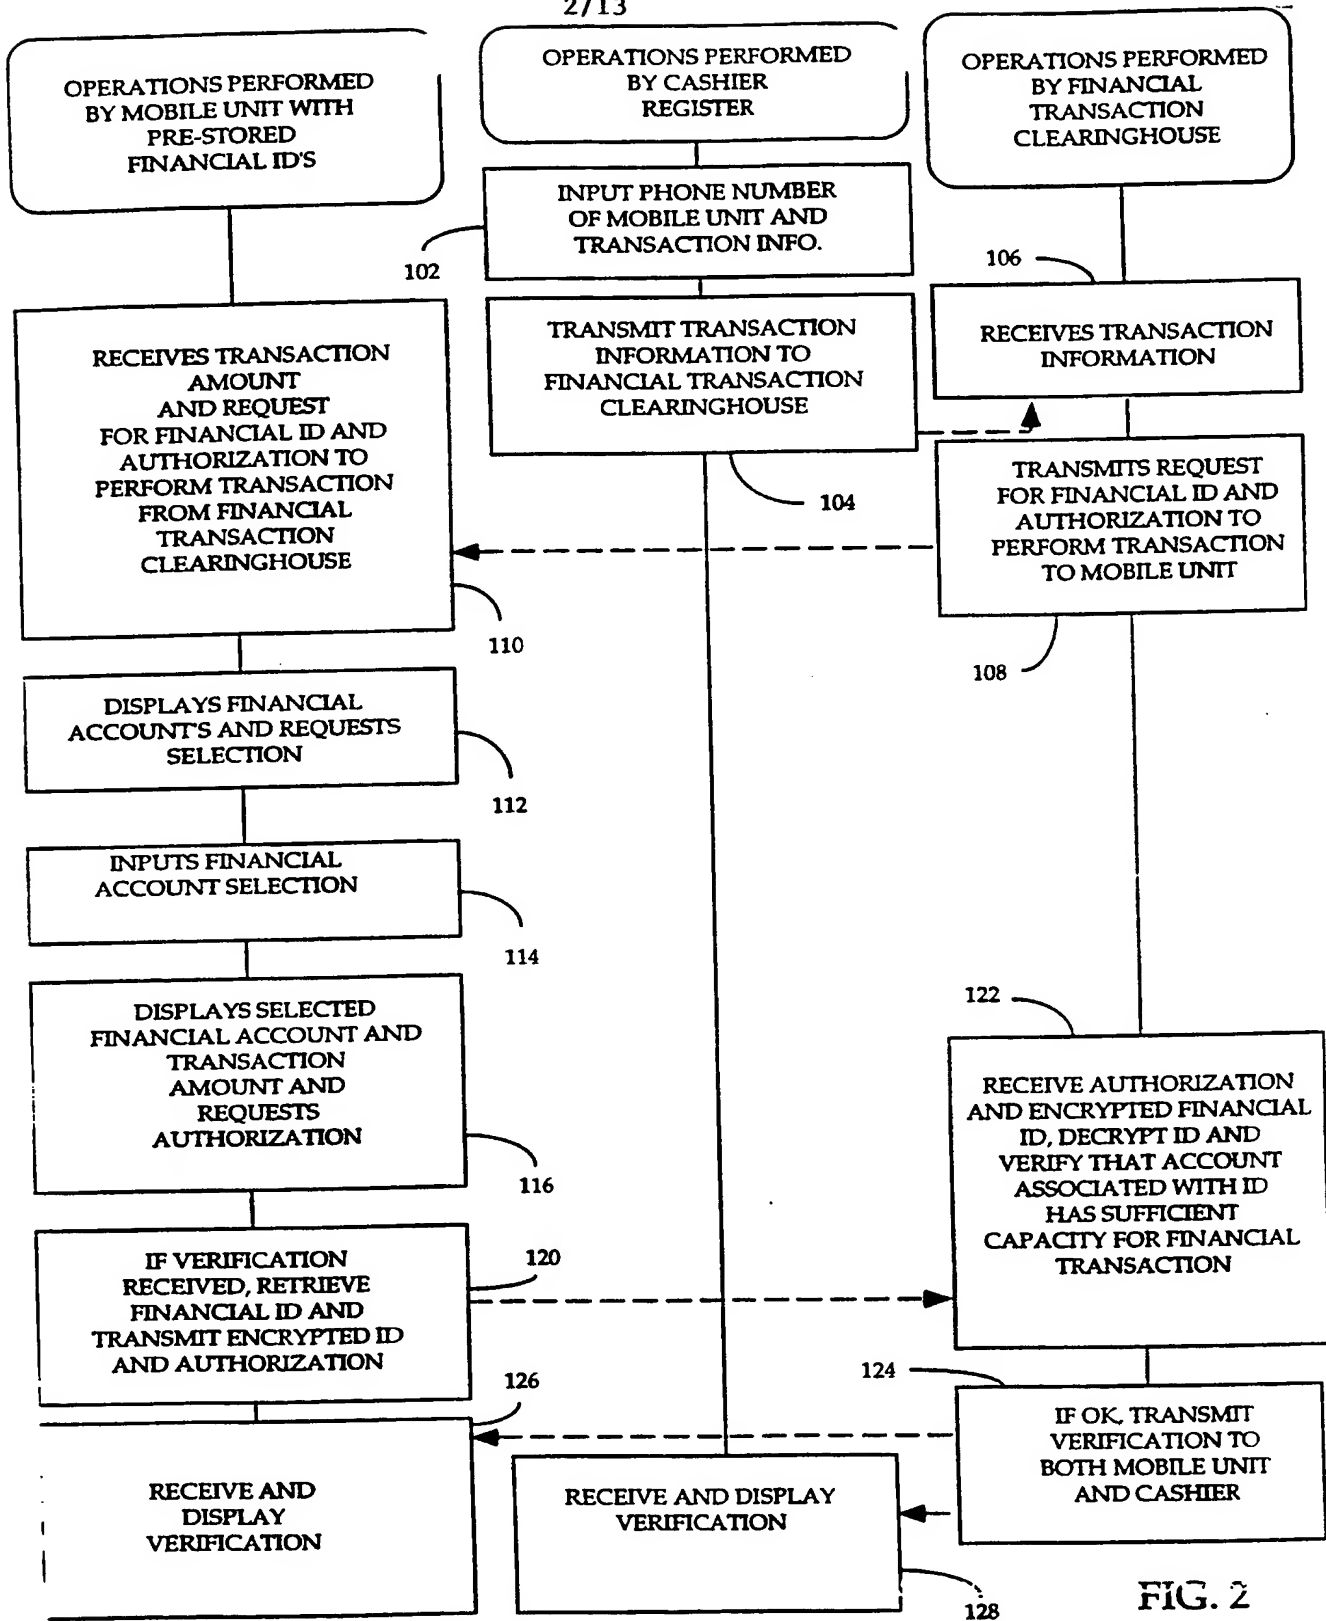 2/13
OPERATIONS PERFORMED
BY MOBILE UNIT WITH
PRE-STORED
FINANCIAL ID'S
OPERATIONS PERFORMED
BY CASHIER
REGISTER
OPERATIONS PERFORMED
BY FINANCIAL
TRANSACTION
CLEARINGHOUSE
INPUT PHONE NUMBER
OF MOBILE UNIT AND
TRANSACTION INFO.
102
106
RECEIVES TRANSACTION
AMOUNT
AND REQUEST
FOR FINANCIAL ID AND
AUTHORIZATION TO
PERFORM TRANSACTION
FROM FINANCIAL
TRANSACTION
CLEARINGHOUSE
110
TRANSMIT TRANSACTION
INFORMATION TO
FINANCIAL TRANSACTION
CLEARINGHOUSE
104
RECEIVES TRANSACTION
INFORMATION
TRANSMITS REQUEST
FOR FINANCIAL ID AND
AUTHORIZATION TO
PERFORM TRANSACTION
TO MOBILE UNIT
108
DISPLAYS FINANCIAL
ACCOUNT'S AND REQUESTS
SELECTION
112
INPUTS FINANCIAL
ACCOUNT SELECTION
114
DISPLAYS SELECTED
FINANCIAL ACCOUNT AND
TRANSACTION
AMOUNT AND
REQUESTS
AUTHORIZATION
116
122
RECEIVE AUTHORIZATION
AND ENCRYPTED FINANCIAL
ID, DECRYPT ID AND
VERIFY THAT ACCOUNT
ASSOCIATED WITH ID
HAS SUFFICIENT
CAPACITY FOR FINANCIAL
TRANSACTION
IF VERIFICATION
RECEIVED, RETRIEVE
FINANCIAL ID AND
TRANSMIT ENCRYPTED ID
AND AUTHORIZATION
120
124
126
IF OK, TRANSMIT
VERIFICATION TO
BOTH MOBILE UNIT
AND CASHIER
RECEIVE AND
DISPLAY
VERIFICATION
RECEIVE AND DISPLAY
VERIFICATION
128
FIG. 2